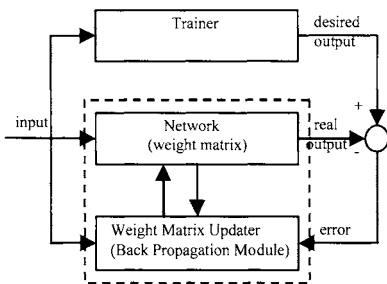 Trainer
desired
output
+
input
Network
(weight matrix)
real
output
-
Weight Matrix Updater
(Back Propagation Module)
error